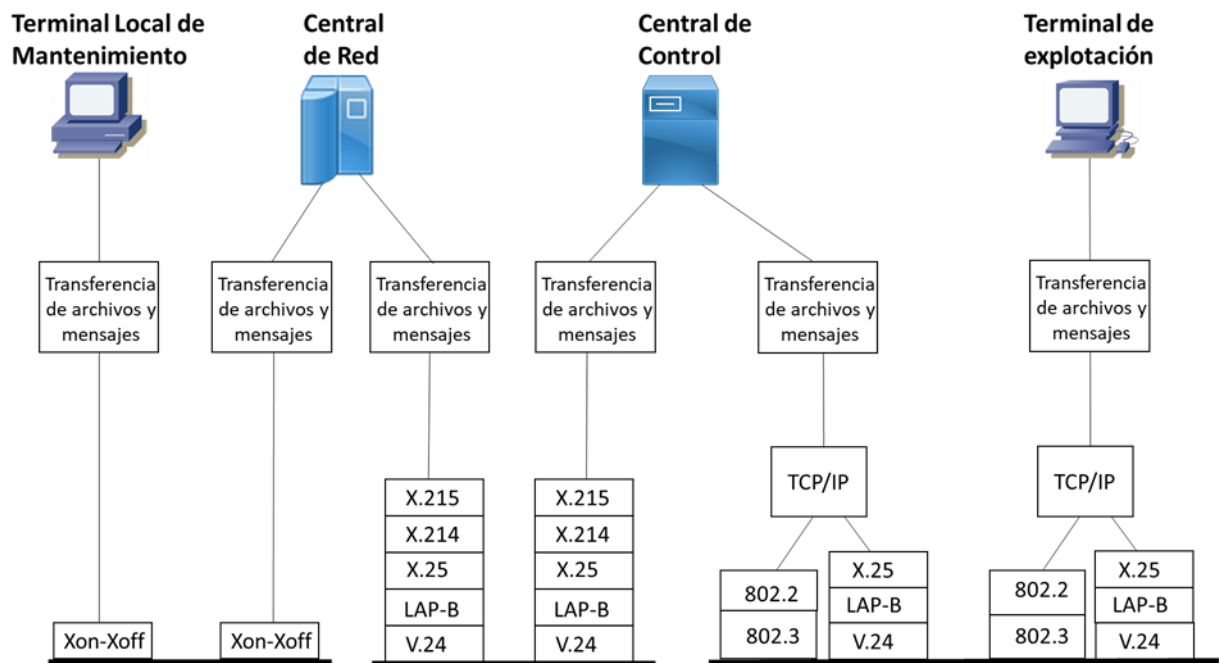 Terminal Local de
Mantenimiento
Central
de Red
Central de
Control
Terminal de
explotación
Transferencia
de archivos y
mensajes
Transferencia
de archivos y
mensajes
Transferencia
de archivos y
mensajes
Transferencia
de archivos y
mensajes
Transferencia
de archivos y
mensajes
Transferencia
de archivos y
mensajes
Xon-Xoff
Xon-Xoff
X.215
X.214
X.25
LAP-B
V.24
X.215
X.214
X.25
LAP-B
V.24
TCP/IP
802.2
802.3
X.25
LAP-B
V.24
TCP/IP
802.2
802.3
X.25
LAP-B
V.24